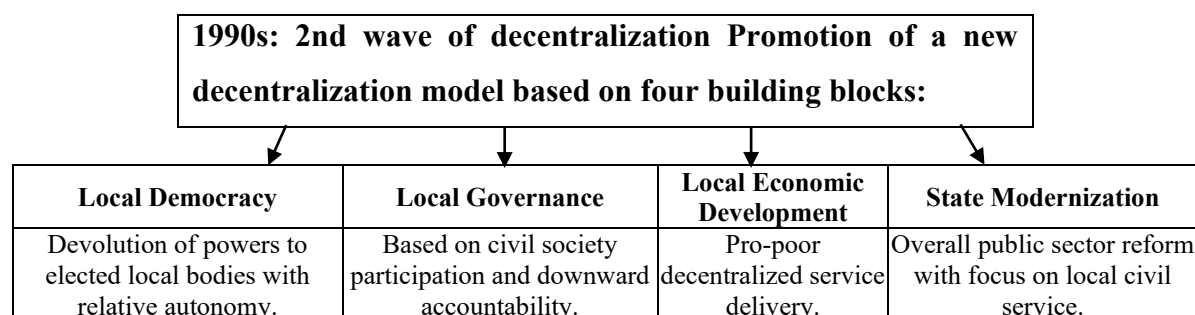 1990s: 2nd wave of decentralization Promotion of a new
decentralization model based on four building blocks:
Local Democracy
Local Governance
Local Economic
Development
State Modernization
Devolution of powers to
elected local bodies with
relative autonomy.
Based on civil society
participation and downward
accountability.
Pro-poor
decentralized service
delivery.
Overall public sector reform
with focus on local civil
service.